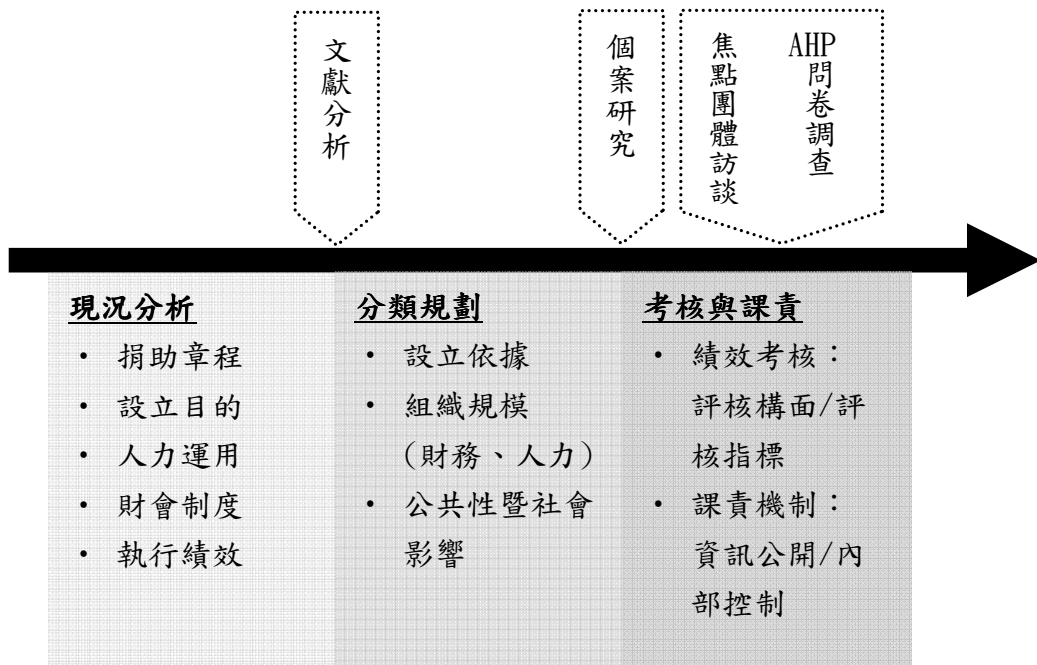 文獻分析
個案研究
焦點團體訪談
AHP
問卷調查
現況分析
• 捐助章程
• 設立目的
• 人力運用
• 財會制度
• 執行績效
分類規劃
• 設立依據
• 組織規模
(財務、人力)
• 公共性暨社會
影響
考核與課責
• 績效考核：
評核構面/評
核指標
• 課責機制：
資訊公開/內
部控制